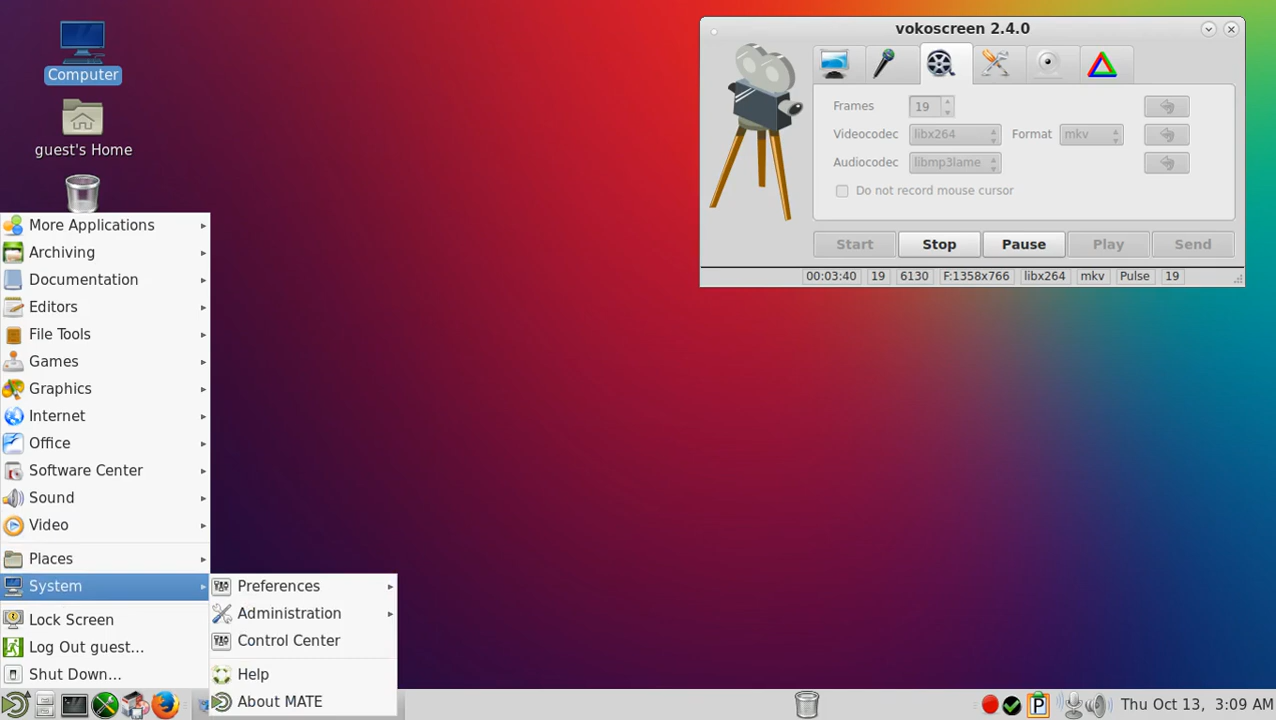 Computer
guest's Home
More Applications
Archiving
Documentation
Editors
File Tools
Games
Graphics
Internet
Office
Software Center
Sound
Video
Places
System
Lock Screen
Log Out guest...
Shut Down...
Preferences
Administration
Control Center
Help
About MATE
vokoscreen 2.4.0
Frames 19
Videocodec libx264 Format mkv
Audiocodec libmp3lame
Do not record mouse cursor
Start Stop Pause Play Send
00:03:40 19 6130 F:1358x766 libx264 mkv Pulse 19
P Thu Oct 13, 3:09 AM